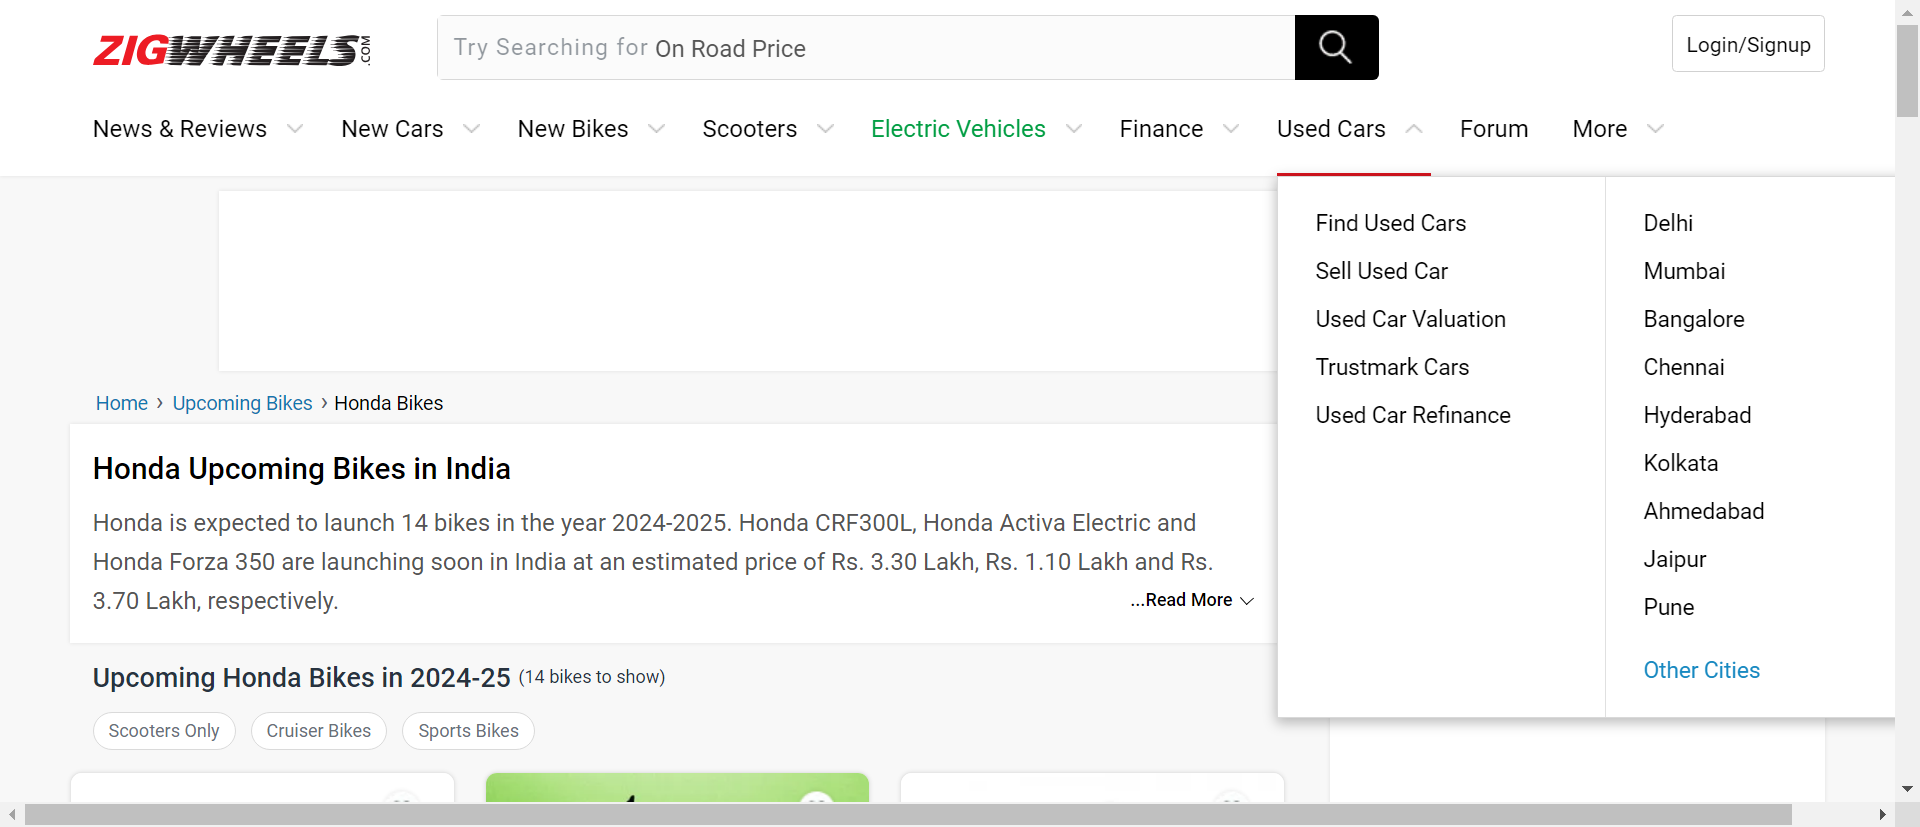 ZIGWHEELS.COM
Try Searching for On Road Price
Login/Signup
News & Reviews
New Cars
New Bikes
Scooters
Electric Vehicles
Finance
Used Cars
Forum
More
Find Used Cars
Sell Used Car
Used Car Valuation
Trustmark Cars
Used Car Refinance
Delhi
Mumbai
Bangalore
Chennai
Hyderabad
Kolkata
Ahmedabad
Jaipur
Pune
Other Cities
Home › Upcoming Bikes › Honda Bikes
Honda Upcoming Bikes in India
Honda is expected to launch 14 bikes in the year 2024-2025. Honda CRF300L, Honda Activa Electric and
Honda Forza 350 are launching soon in India at an estimated price of Rs. 3.30 Lakh, Rs. 1.10 Lakh and Rs.
3.70 Lakh, respectively.
...Read More
Upcoming Honda Bikes in 2024-25 (14 bikes to show)
Scooters Only
Cruiser Bikes
Sports Bikes